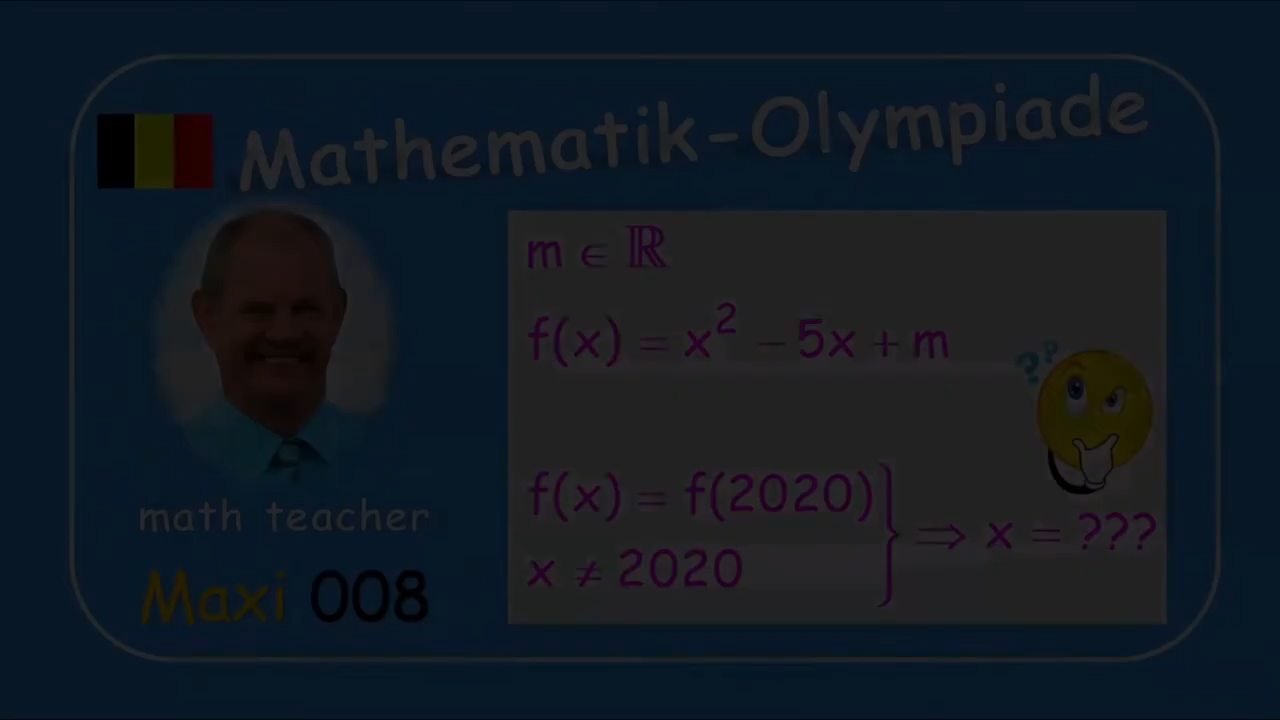 Mathematik-Olympiade
math teacher
Maxi 008
m ∈ ℝ
f(x) = x² − 5x + m
f(x) = f(2020)
x ≠ 2020
⇒ x = ???
??